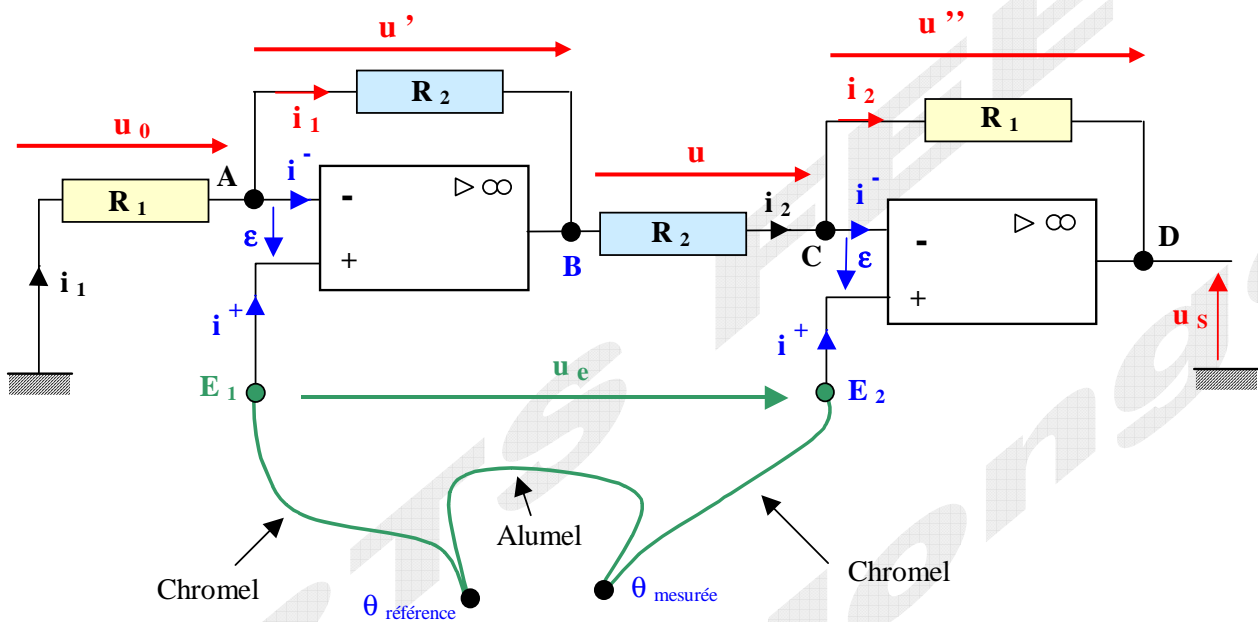 u '
u ''
R ₂
i ₁
i ₂
R ₁
u ₀
u
A
i ⁻
- ▷ ∞
i ⁻
- ▷ ∞
R ₁
i ₂
D
ε
R ₂
C
ε
+
B
+
i ₁
i ⁺
i ⁺
u S
u e
E ₁
E ₂
Alumel
Chromel
Chromel
θ référence
θ mesurée